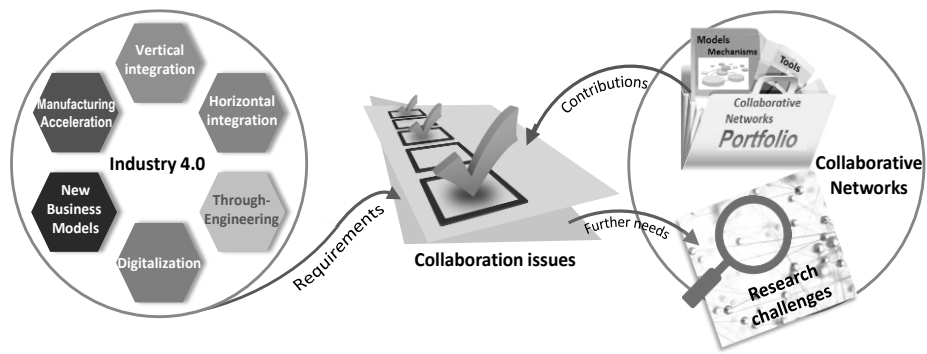 Vertical
integration
Manufacturing
Acceleration
Horizontal
integration
Industry 4.0
New
Business
Models
Through-
Engineering
Digitalization
Requirements
Collaboration issues
Contributions
Further needs
Models
Mechanisms
Tools
Collaborative
Networks
Portfolio
Collaborative
Networks
Research
challenges